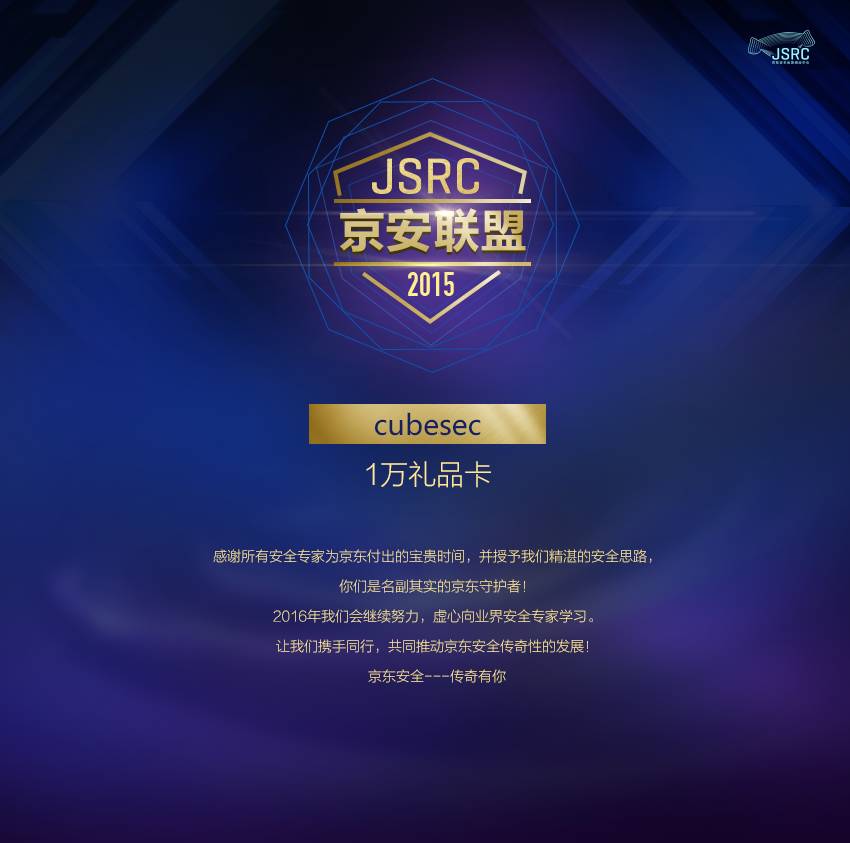 JSRC
JSRC
京安联盟
2015
cubesec
1万礼品卡
感谢所有安全专家为京东付出的宝贵时间，并授予我们精湛的安全思路，
你们是名副其实的京东守护者！
2016年我们会继续努力，虚心向业界安全专家学习。
让我们携手同行，共同推动京东安全传奇性的发展！
京东安全---传奇有你